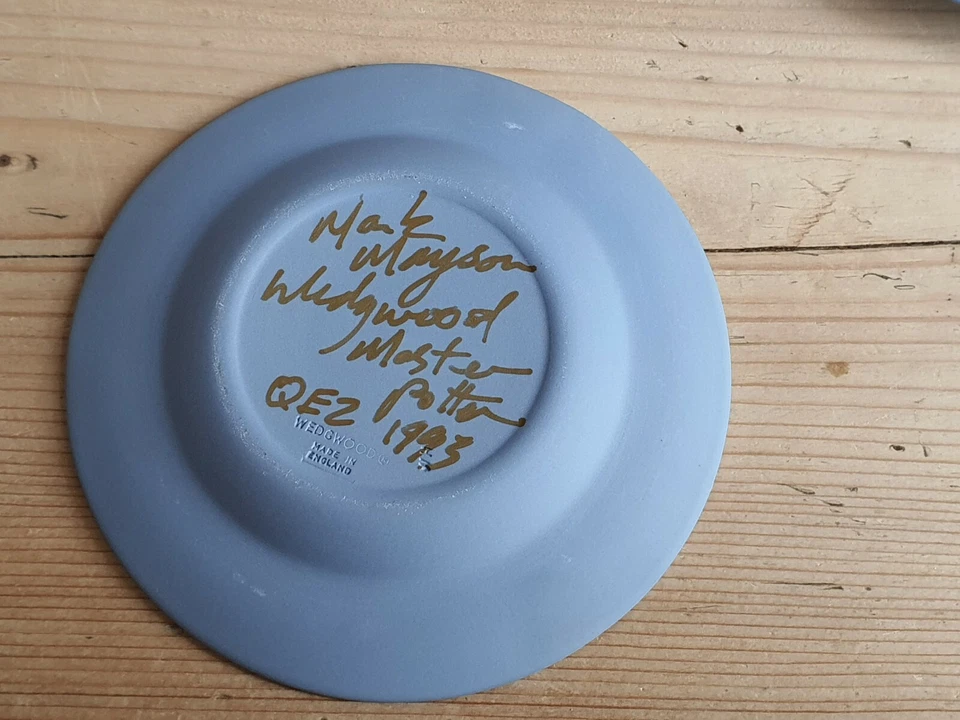 Mark
Mayson
Wedgwood
Master
Potter
QE2
1993
WEDGWOOD®
MADE IN
ENGLAND